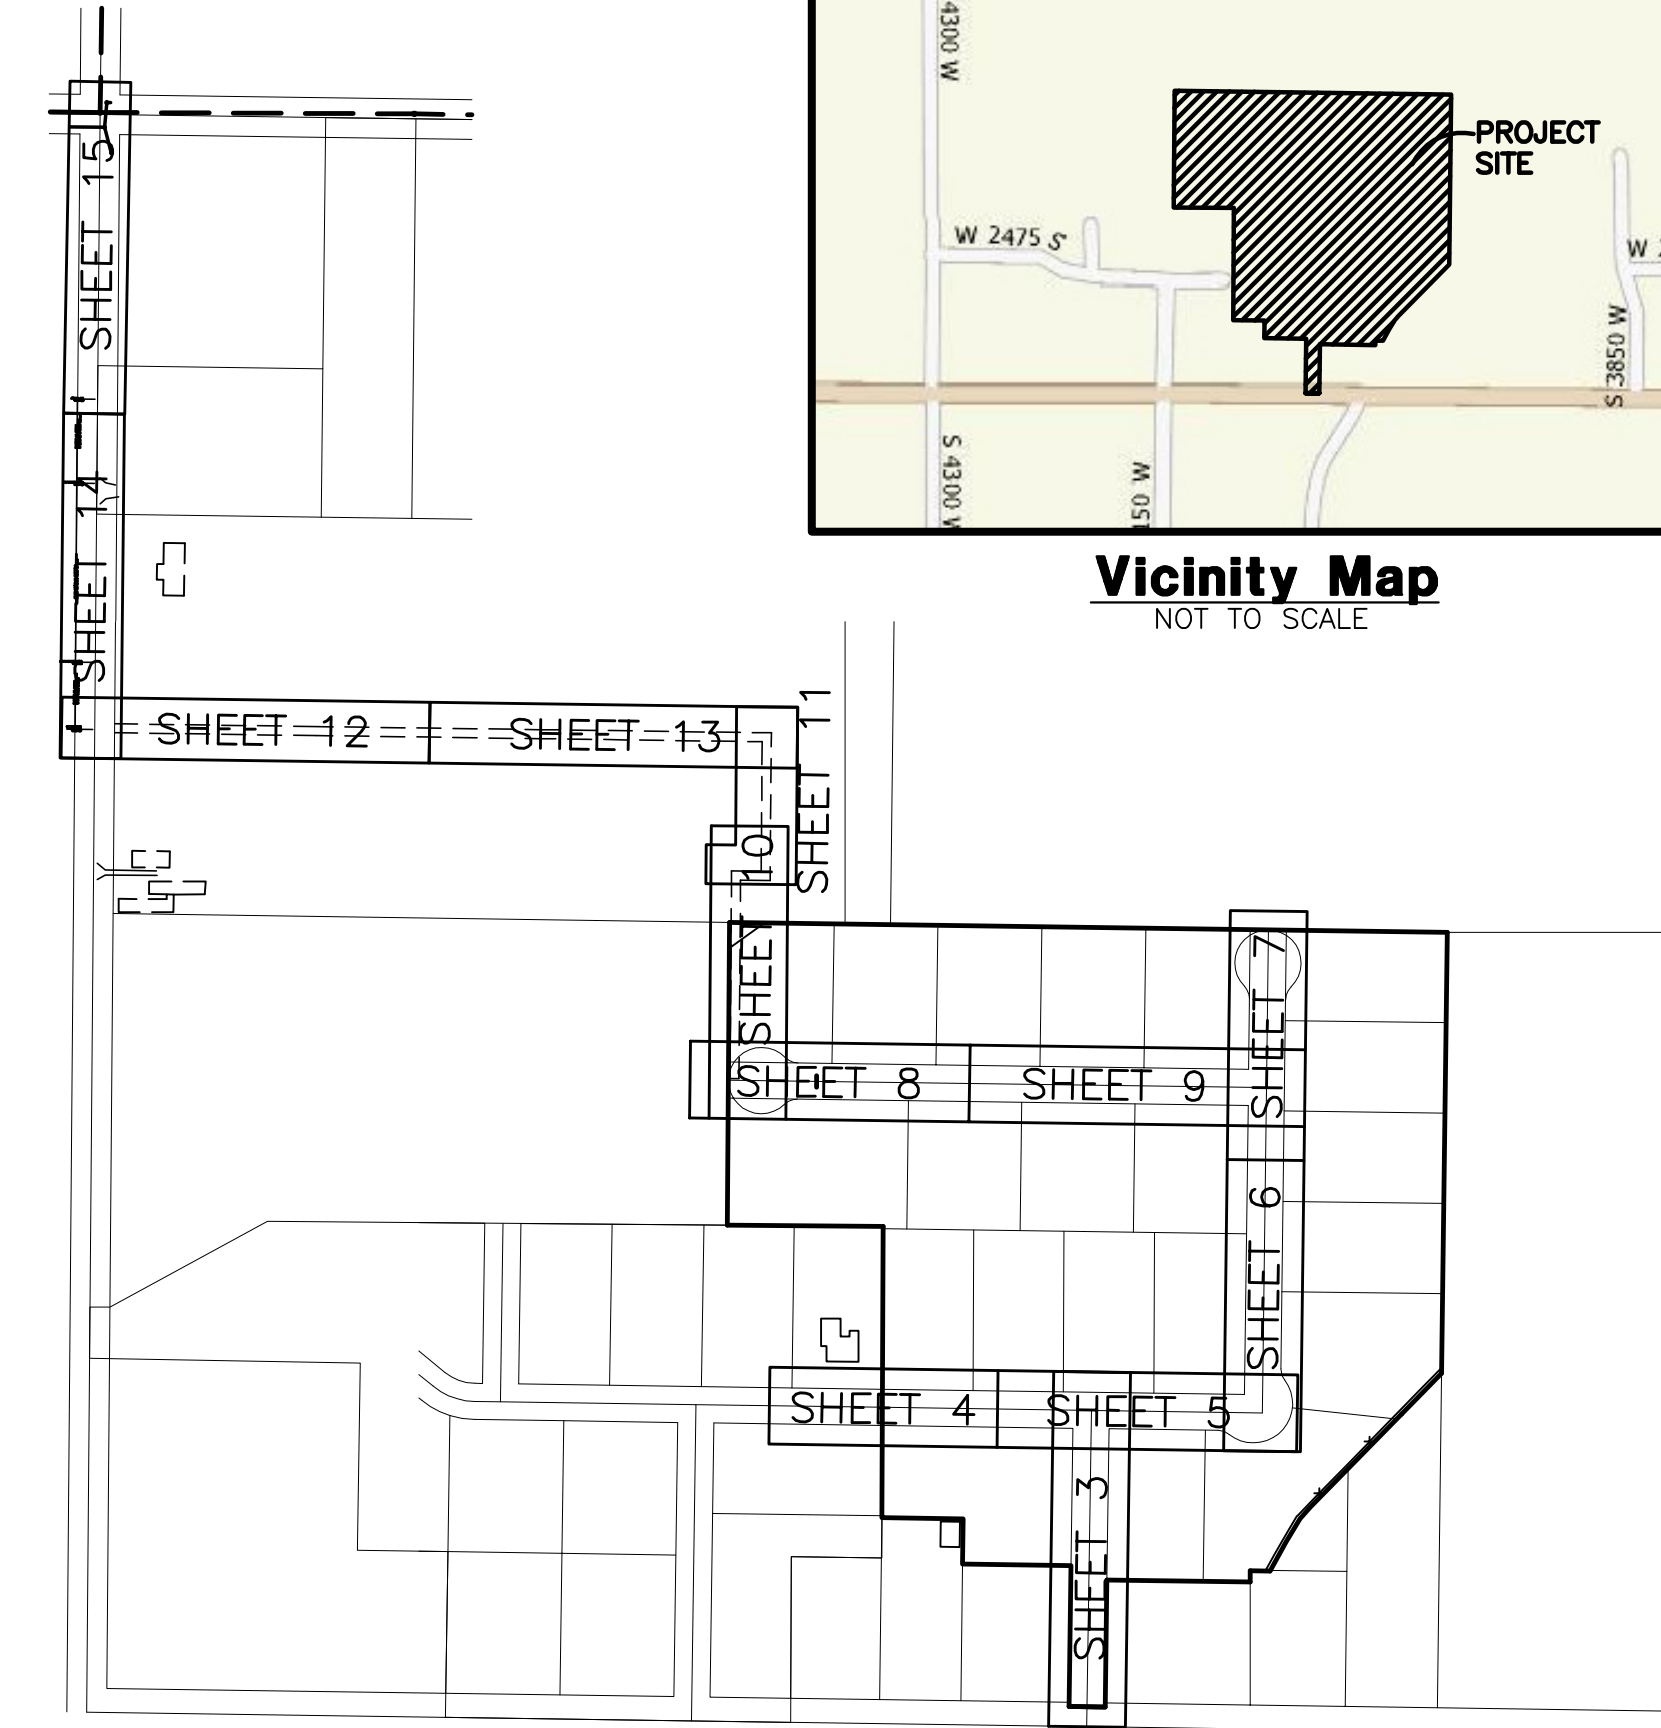 4300 W
PROJECT
SITE
W 2475 S
W
S 3850 W
S 4300 W
W
Vicinity Map
NOT TO SCALE
SHEET 15
SHEET 14
SHEET 12
SHEET 13
SHEET 11
SHEET 10
SHEET 7
SHEET 8
SHEET 9
SHEET 6
SHEET 4
SHEET 5
SHEET 3